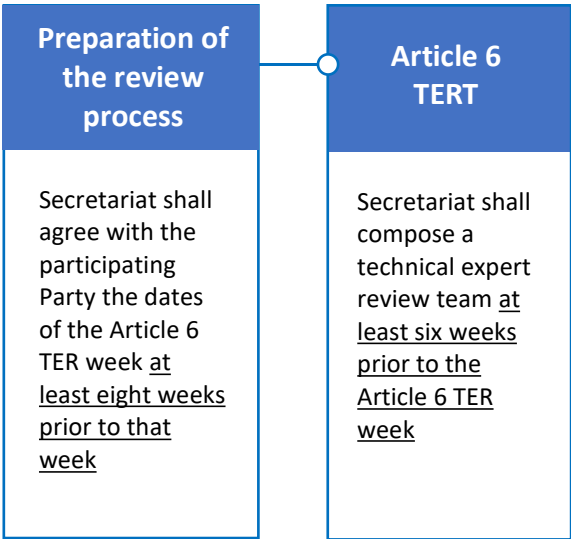 Preparation of
the review
process
Secretariat shall
agree with the
participating
Party the dates
of the Article 6
TER week at
least eight weeks
prior to that
week
Article 6
TERT
Secretariat shall
compose a
technical expert
review team at
least six weeks
prior to the
Article 6 TER
week